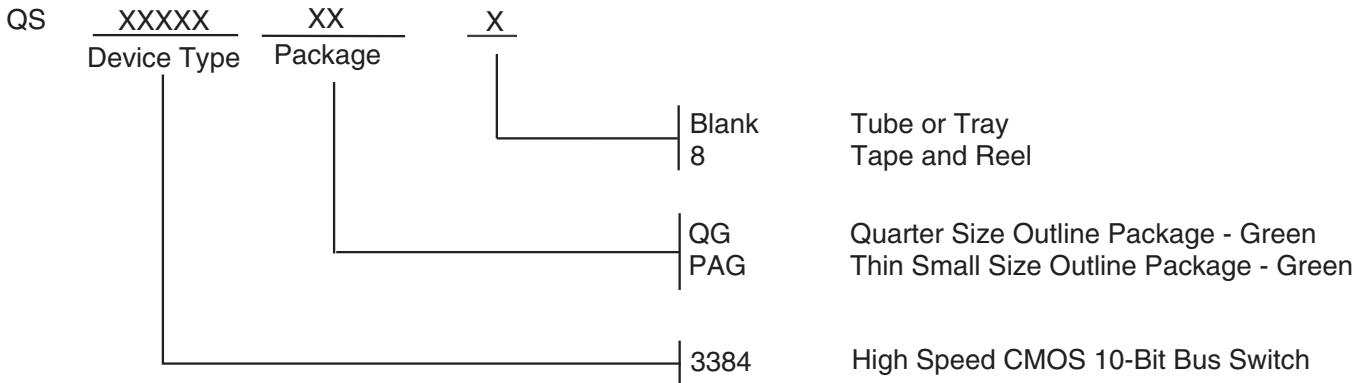 QS XXXXX XX X
Device Type Package
Blank Tube or Tray
8 Tape and Reel
QG Quarter Size Outline Package - Green
PAG Thin Small Size Outline Package - Green
3384 High Speed CMOS 10-Bit Bus Switch